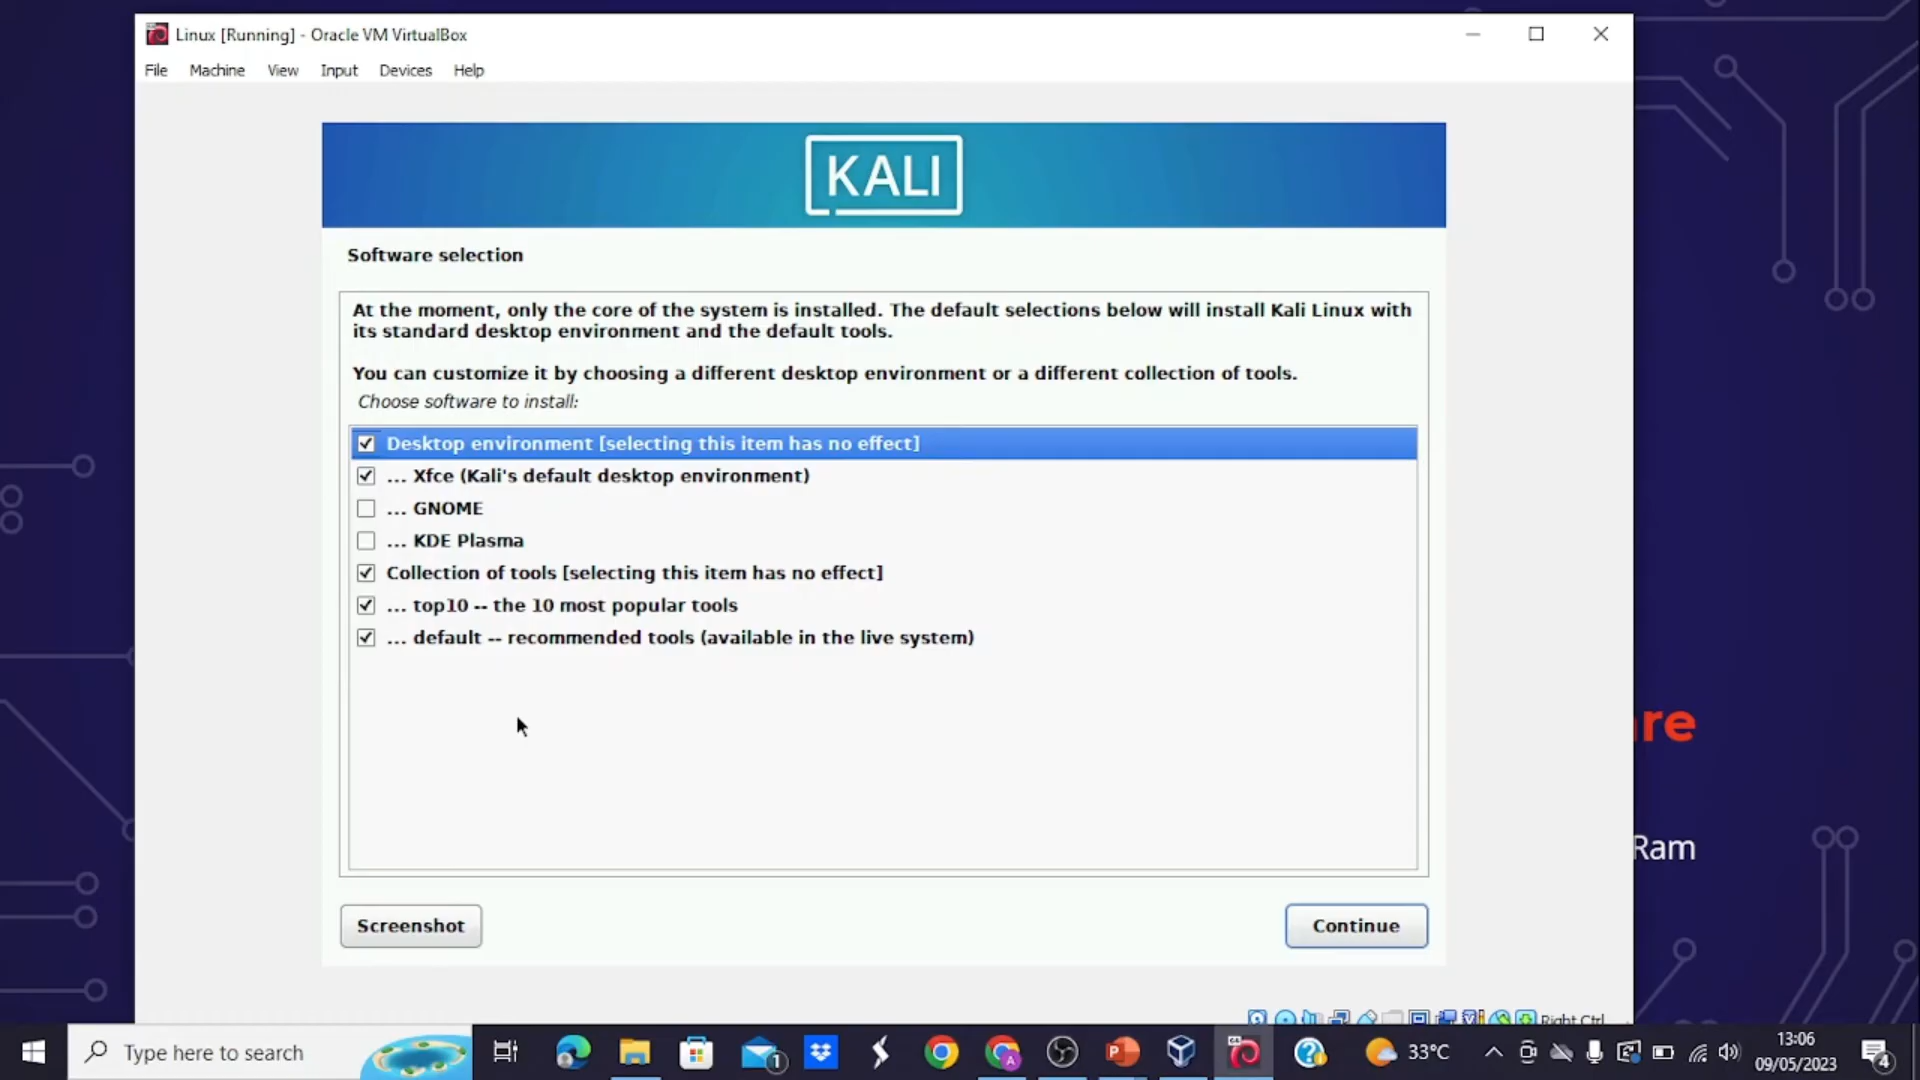 Linux [Running] - Oracle VM VirtualBox
File Machine View Input Devices Help
KALI
Software selection
At the moment, only the core of the system is installed. The default selections below will install Kali Linux with
its standard desktop environment and the default tools.
You can customize it by choosing a different desktop environment or a different collection of tools.
Choose software to install:
Desktop environment [selecting this item has no effect]
... Xfce (Kali's default desktop environment)
... GNOME
... KDE Plasma
Collection of tools [selecting this item has no effect]
... top10 -- the 10 most popular tools
... default -- recommended tools (available in the live system)
re
Ram
Screenshot
Continue
Right Ctrl
Type here to search
1
A
P
33°C
13:06
09/05/2023
4